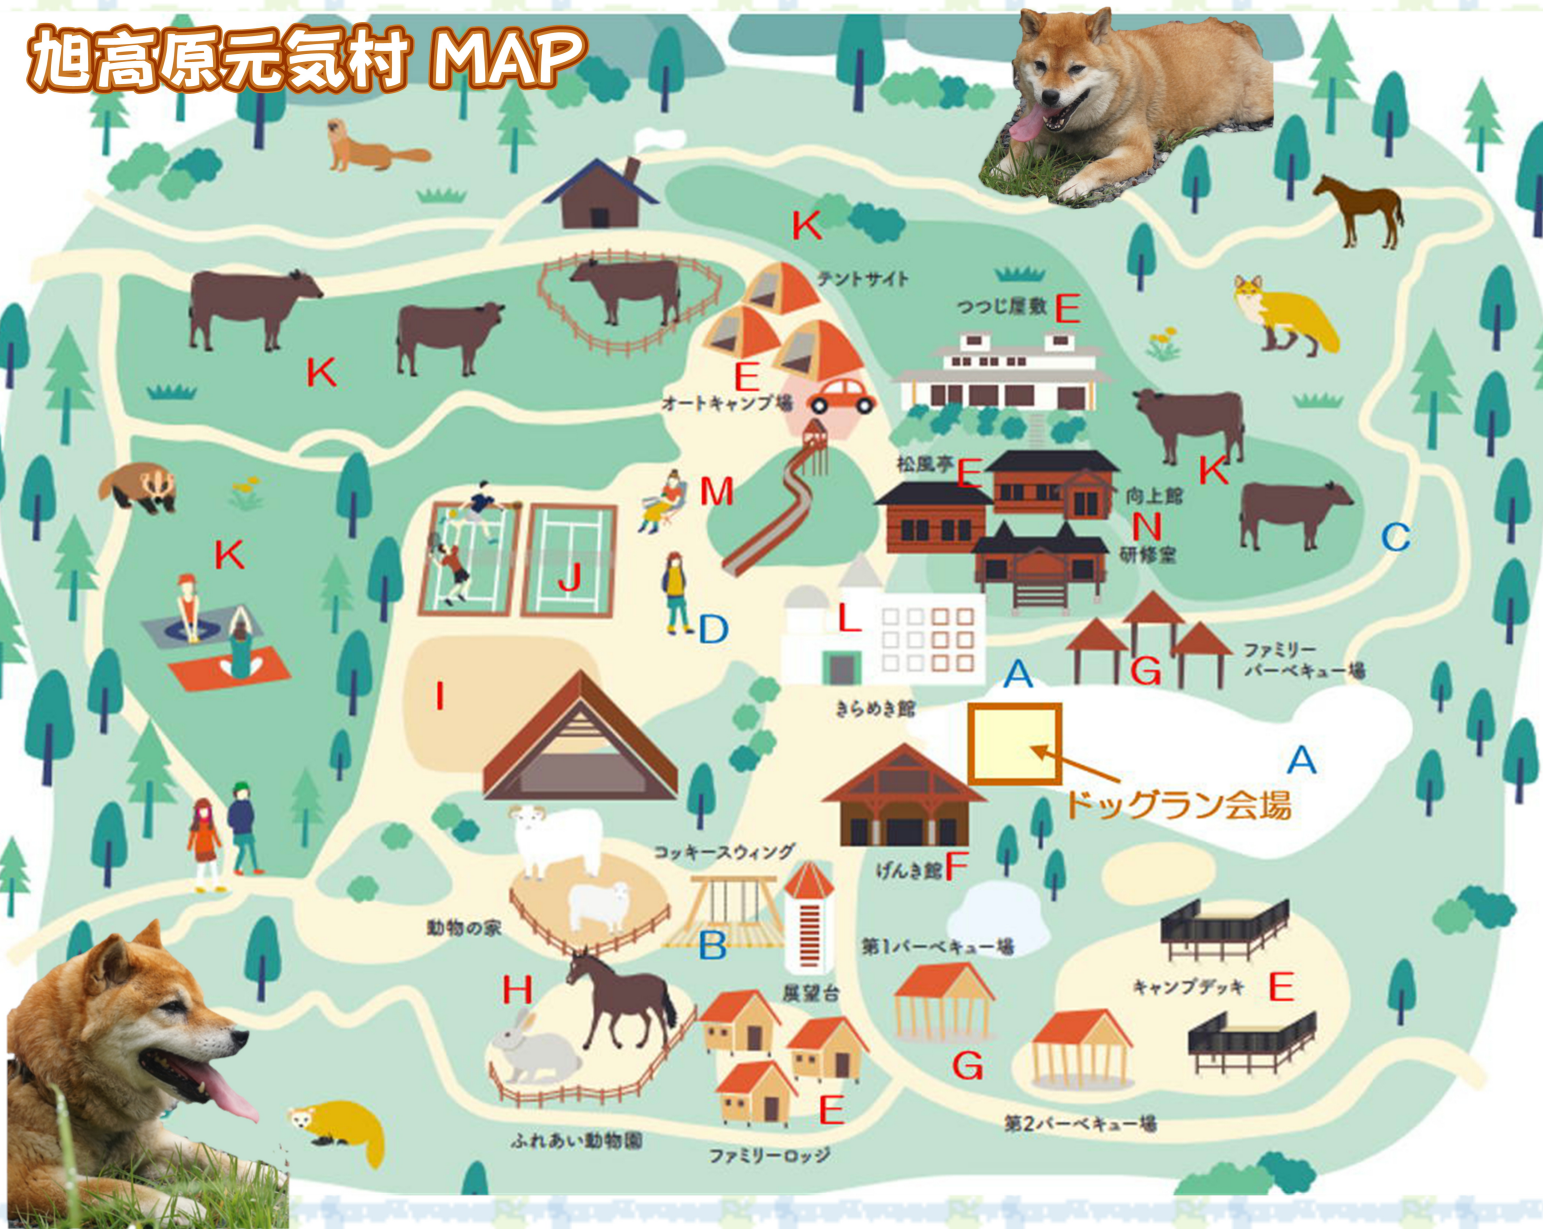 旭高原元気村 MAP
K
テントサイト
つつじ屋敷 E
K
E
オートキャンプ場
松風亭 E
K
M
向上館
N
研修室
C
K
J
D
L
ファミリー
バーベキュー場
G
A
I
きらめき館
A
ドッグラン会場
コッキースウィング
げんき館 F
動物の家
B
第1バーベキュー場
H
展望台
キャンプデッキ E
G
E
第2バーベキュー場
ふれあい動物園
ファミリーロッジ